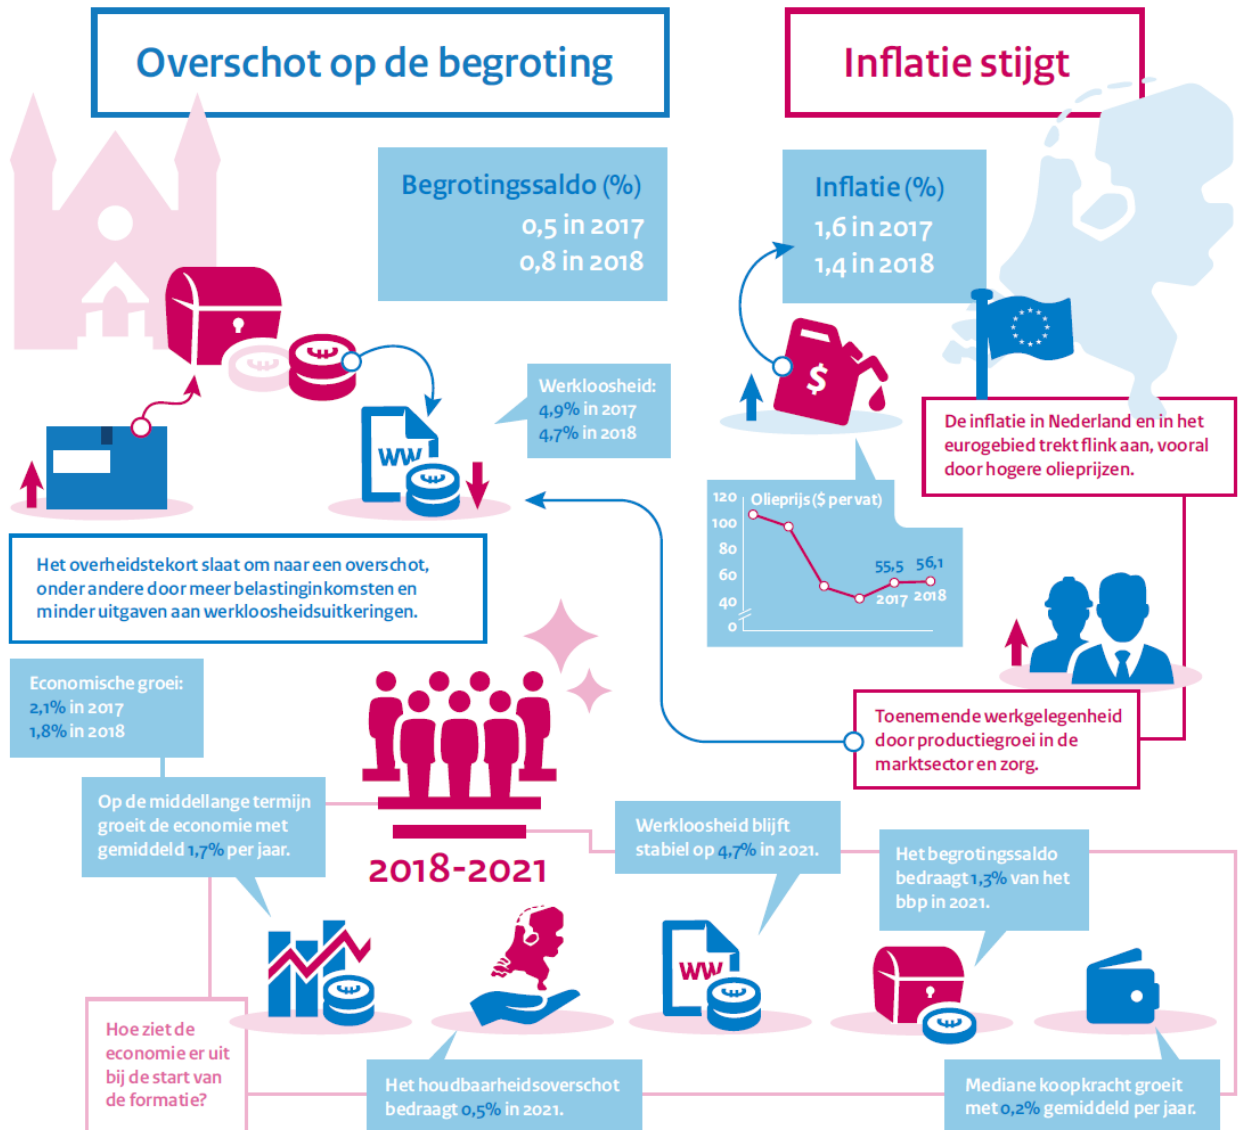 Overschot op de begroting
Inflatie stijgt
Begrotingssaldo (%)
0,5 in 2017
0,8 in 2018
Inflatie (%)
1,6 in 2017
1,4 in 2018
$
Werkloosheid:
4,9% in 2017
4,7% in 2018
WW
De inflatie in Nederland en in het
eurogebied trekt flink aan, vooral
door hogere olieprijzen.
Olieprijs ($ per vat)
120
100
80
60
40
0
55,5
56,1
2017
2018
Het overheidstekort slaat om naar een overschot,
onder andere door meer belastinginkomsten en
minder uitgaven aan werkloosheidsuitkeringen.
Economische groei:
2,1% in 2017
1,8% in 2018
Toenemende werkgelegenheid
door productiegroei in de
marktsector en zorg.
Op de middellange termijn
groeit de economie met
gemiddeld 1,7% per jaar.
2018-2021
Werkloosheid blijft
stabiel op 4,7% in 2021.
Het begrotingssaldo
bedraagt 1,3% van het
bbp in 2021.
WW
Hoe ziet de
economie er uit
bij de start van
de formatie?
Het houdbaarheidsoverschot
bedraagt 0,5% in 2021.
Mediane koopkracht groeit
met 0,2% gemiddeld per jaar.